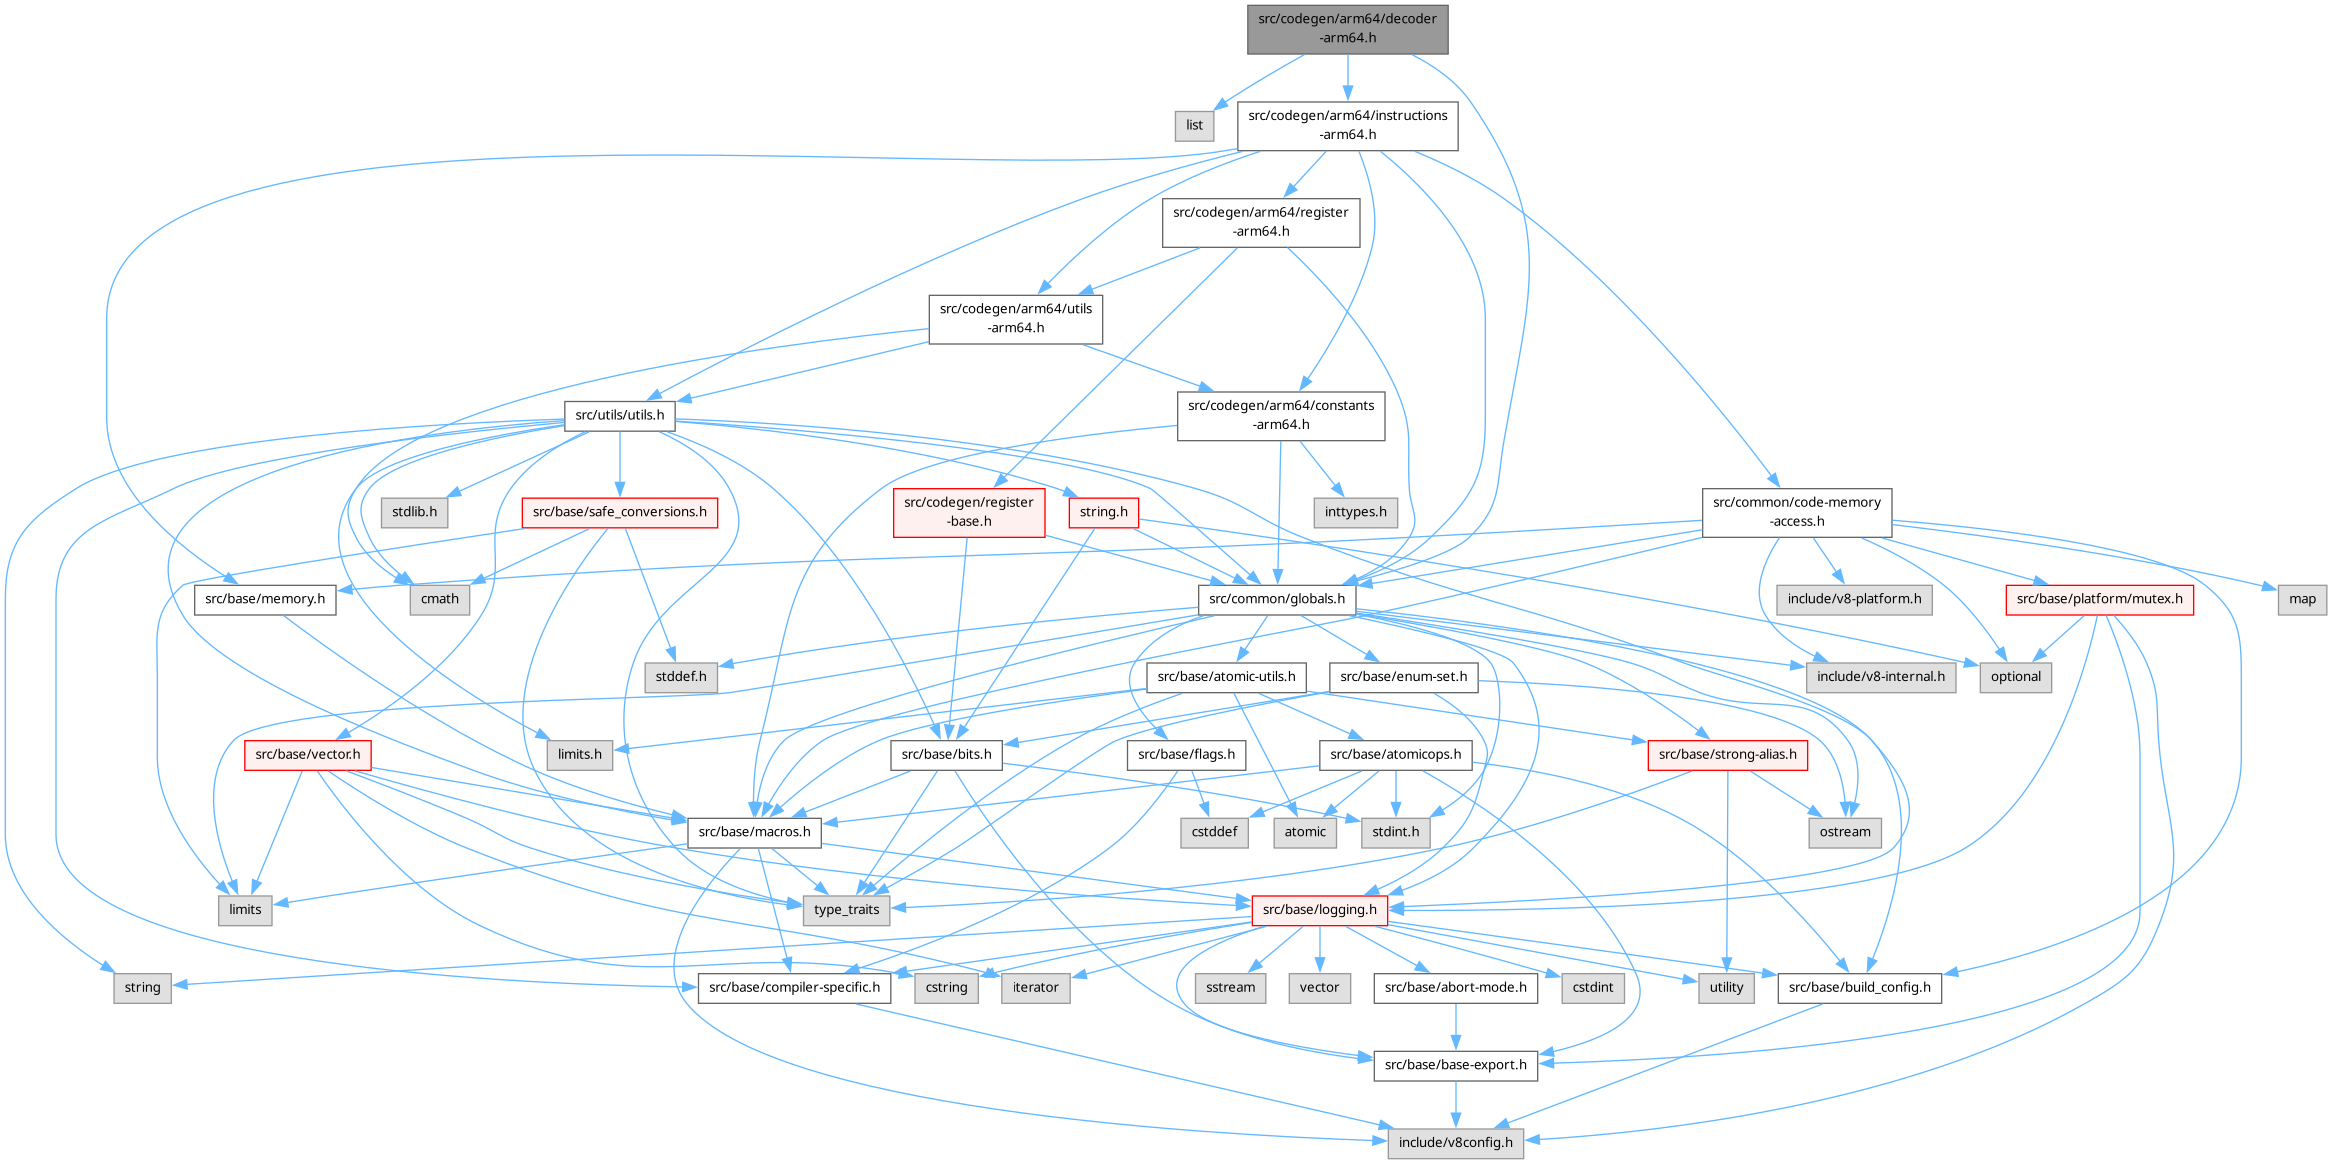 src/codegen/arm64/decoder
-arm64.h
list
src/codegen/arm64/instructions
-arm64.h
src/codegen/arm64/register
-arm64.h
src/codegen/arm64/utils
-arm64.h
src/utils/utils.h
src/codegen/arm64/constants
-arm64.h
stdlib.h
src/base/safe_conversions.h
src/codegen/register
-base.h
string.h
inttypes.h
src/common/code-memory
-access.h
src/base/memory.h
cmath
src/common/globals.h
include/v8-platform.h
src/base/platform/mutex.h
map
stddef.h
src/base/atomic-utils.h
src/base/enum-set.h
include/v8-internal.h
optional
src/base/vector.h
limits.h
src/base/bits.h
src/base/flags.h
src/base/atomicops.h
src/base/strong-alias.h
src/base/macros.h
cstddef
atomic
stdint.h
ostream
limits
type_traits
src/base/logging.h
string
src/base/compiler-specific.h
cstring
iterator
sstream
vector
src/base/abort-mode.h
cstdint
utility
src/base/build_config.h
src/base/base-export.h
include/v8config.h